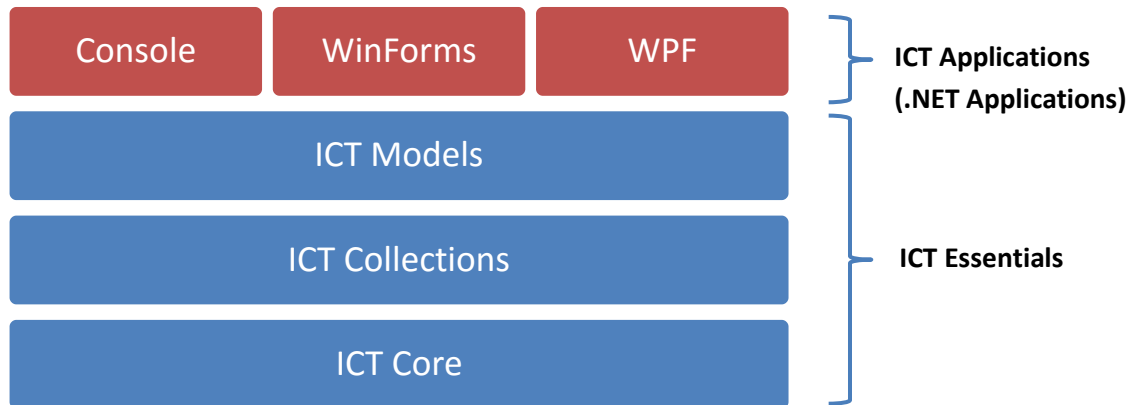 Console
WinForms
WPF
ICT Applications
(.NET Applications)
ICT Models
ICT Collections
ICT Essentials
ICT Core